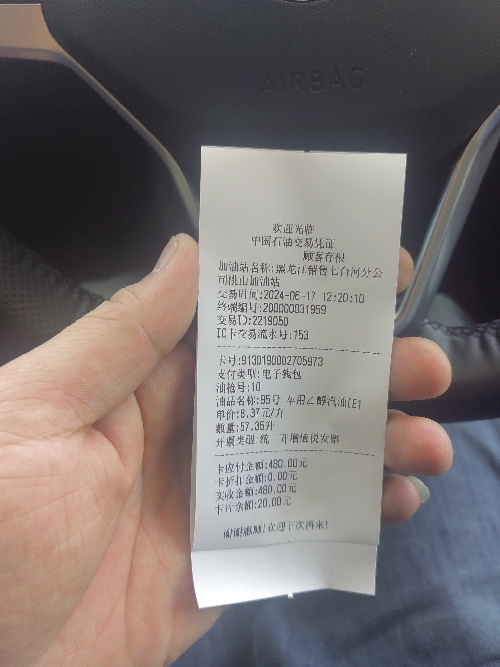 AIRBAG
欢迎光临
中国石油交易凭证
顾客存根
加油站名称:黑龙江销售七台河分公
司桃山加油站
交易时间:2024-06-17 12:20:10
终端编号:200000031959
交易ID:2219050
IC卡交易流水号:153
卡号:9130190002705973
支付类型:电子钱包
油枪号:10
油品名称:95号 车用乙醇汽油(E1
单价:8.37元/升
数量:57.35升
开票类型:统一开增值税发票
卡应付金额:480.00元
卡折扣金额:0.00元
实收金额:480.00元
卡片余额:20.00元
谢谢惠顾!欢迎下次再来!